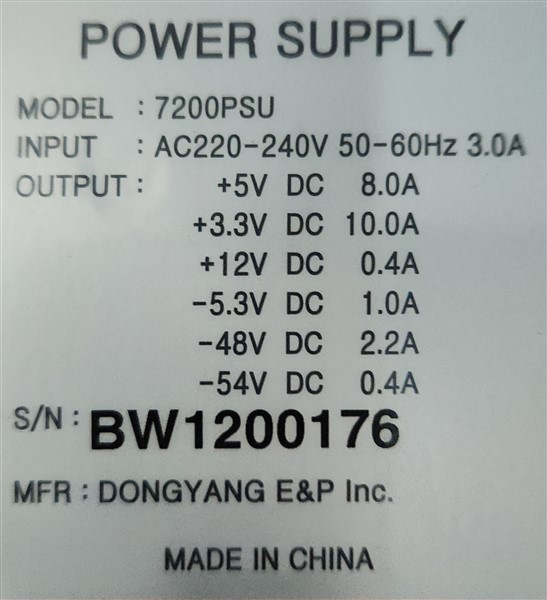 POWER SUPPLY
MODEL : 7200PSU
INPUT : AC220-240V 50-60Hz 3.0A
OUTPUT : +5V DC 8.0A
+3.3V DC 10.0A
+12V DC 0.4A
-5.3V DC 1.0A
-48V DC 2.2A
-54V DC 0.4A
S/N : BW1200176
MFR : DONGYANG E&P Inc.
MADE IN CHINA